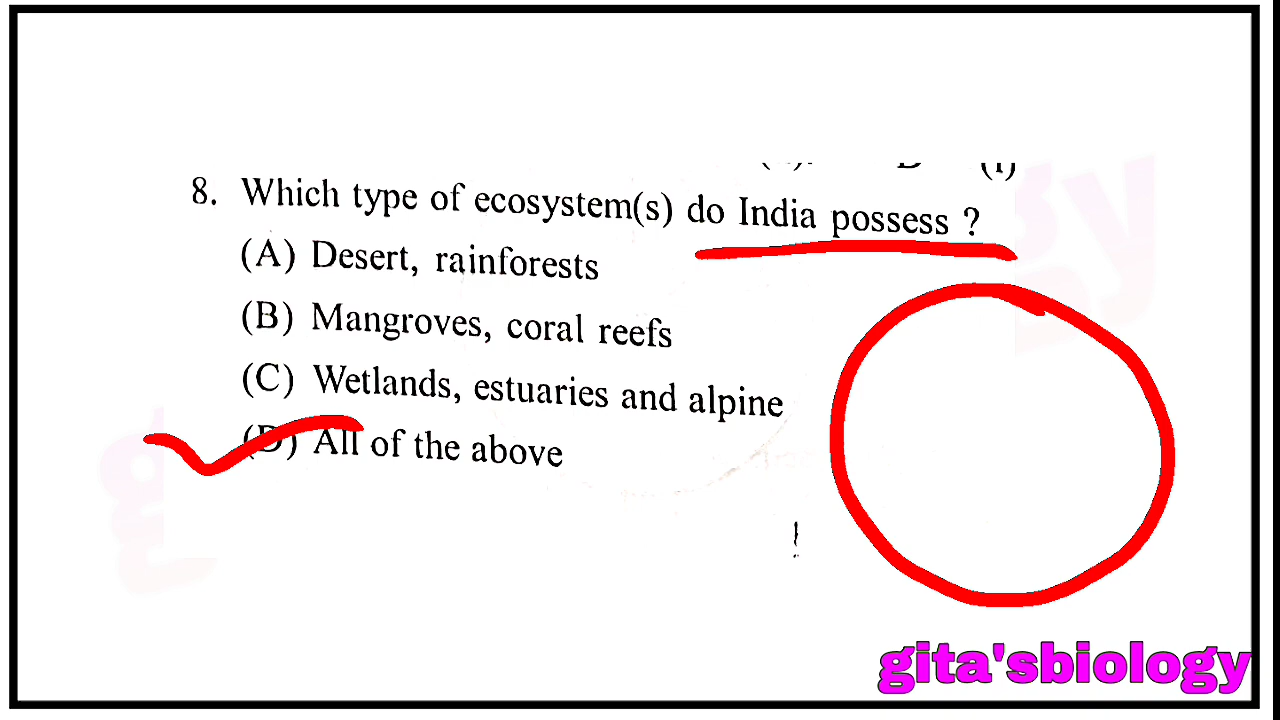 8. Which type of ecosystem(s) do India possess ?
(A) Desert, rainforests
(B) Mangroves, coral reefs
(C) Wetlands, estuaries and alpine
(D) All of the above
gita'sbiology